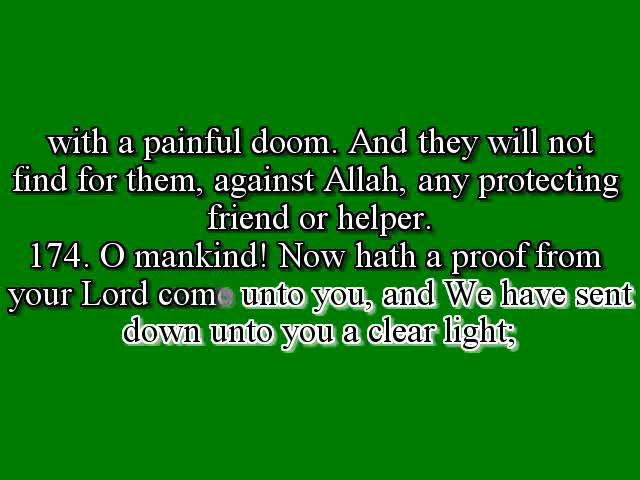 with a painful doom. And they will not
find for them, against Allah, any protecting
friend or helper.
174. O mankind! Now hath a proof from
your Lord come unto you, and We have sent
down unto you a clear light;